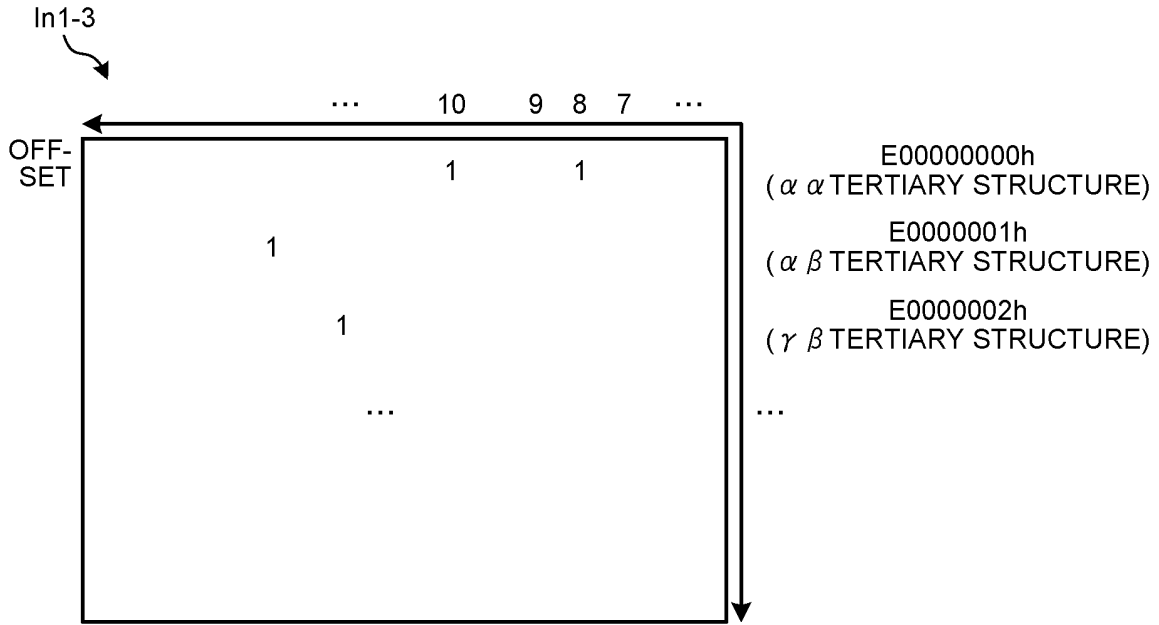 In1-3
... 10 9 8 7 ...
OFF-
SET
1 1
E00000000h
(α α TERTIARY STRUCTURE)
1
E0000001h
(α β TERTIARY STRUCTURE)
1
E0000002h
(γ β TERTIARY STRUCTURE)
... ...